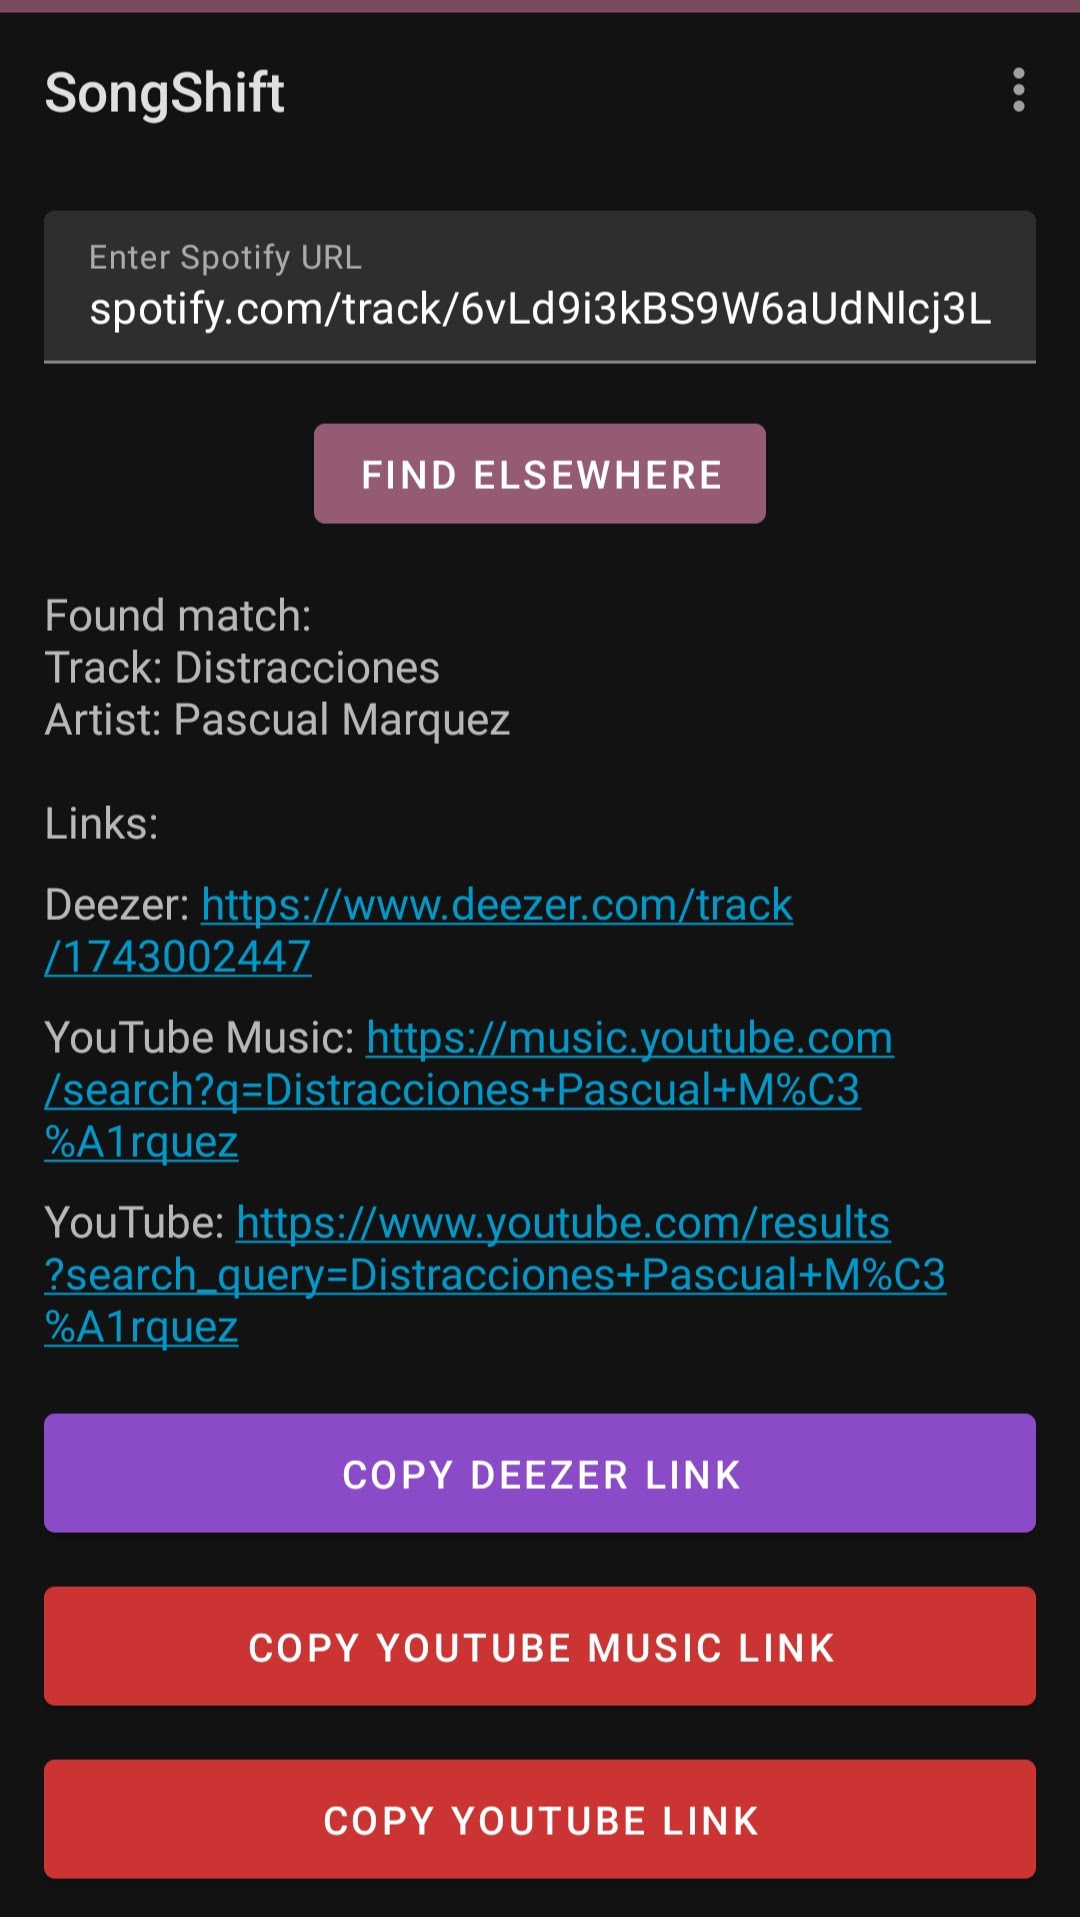 SongShift
Enter Spotify URL
spotify.com/track/6vLd9i3kBS9W6aUdNlcj3L
FIND ELSEWHERE
Found match:
Track: Distracciones
Artist: Pascual Marquez
Links:
Deezer: https://www.deezer.com/track
/1743002447
YouTube Music: https://music.youtube.com
/search?q=Distracciones+Pascual+M%C3
%A1rquez
YouTube: https://www.youtube.com/results
?search_query=Distracciones+Pascual+M%C3
%A1rquez
COPY DEEZER LINK
COPY YOUTUBE MUSIC LINK
COPY YOUTUBE LINK